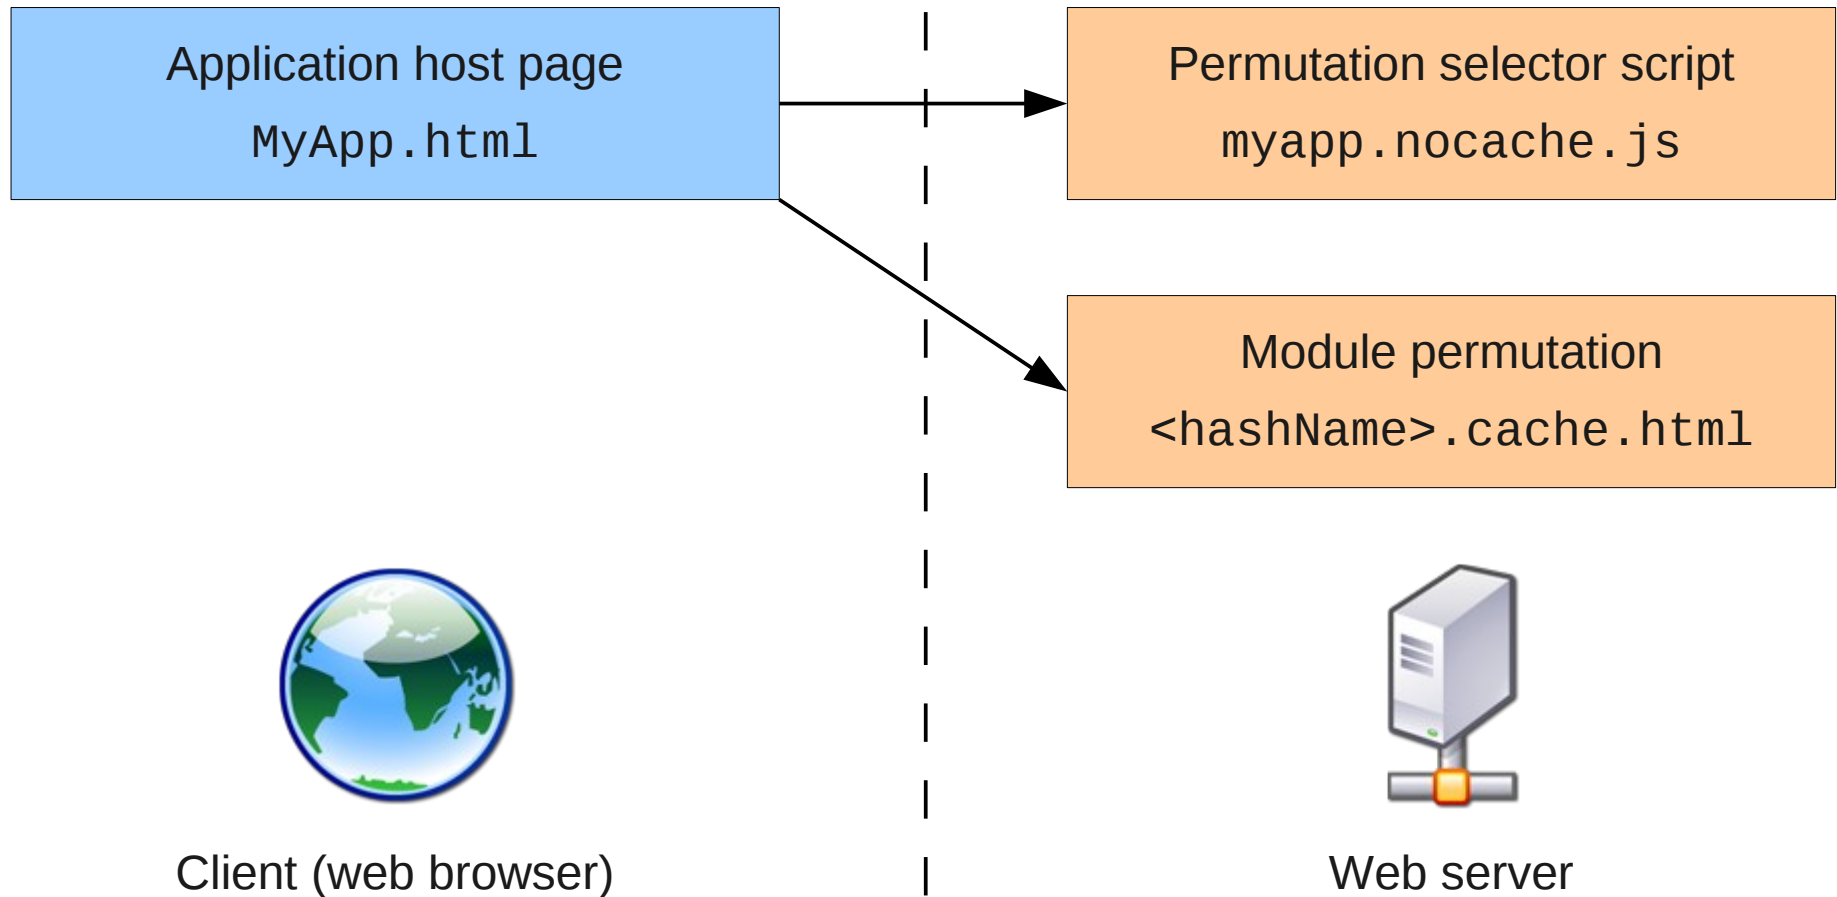 Application host page
MyApp.html
Permutation selector script
myapp.nocache.js
Module permutation
<hashName>.cache.html
Client (web browser)
Web server